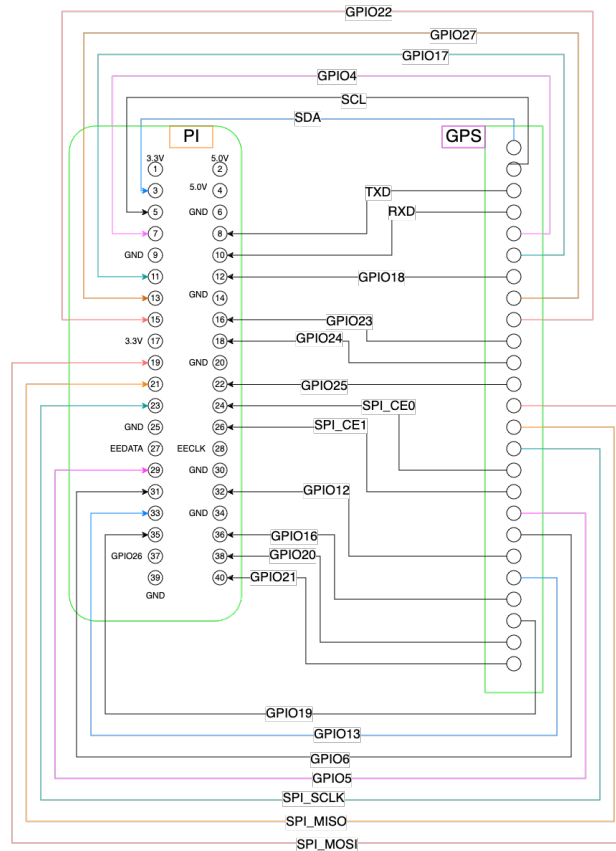 GPIO22
GPIO27
GPIO17
GPIO4
SCL
SDA
PI
GPS
3.3V 5.0V
1 2
3 5.0V 4
TXD
5 GND 6
RXD
7 8
GND 9 10
11 12
GPIO18
13 GND 14
15 16
GPIO23
3.3V 17 18
GPIO24
19 GND 20
21 22
GPIO25
23 24
SPI_CE0
GND 25 26
SPI_CE1
EEDATA 27 EECLK 28
29 GND 30
31 32
GPIO12
33 GND 34
35 36
GPIO16
GPIO26 37 38
GPIO20
39 40
GPIO21
GND
GPIO19
GPIO13
GPIO6
GPIO5
SPI_SCLK
SPI_MISO
SPI_MOSI